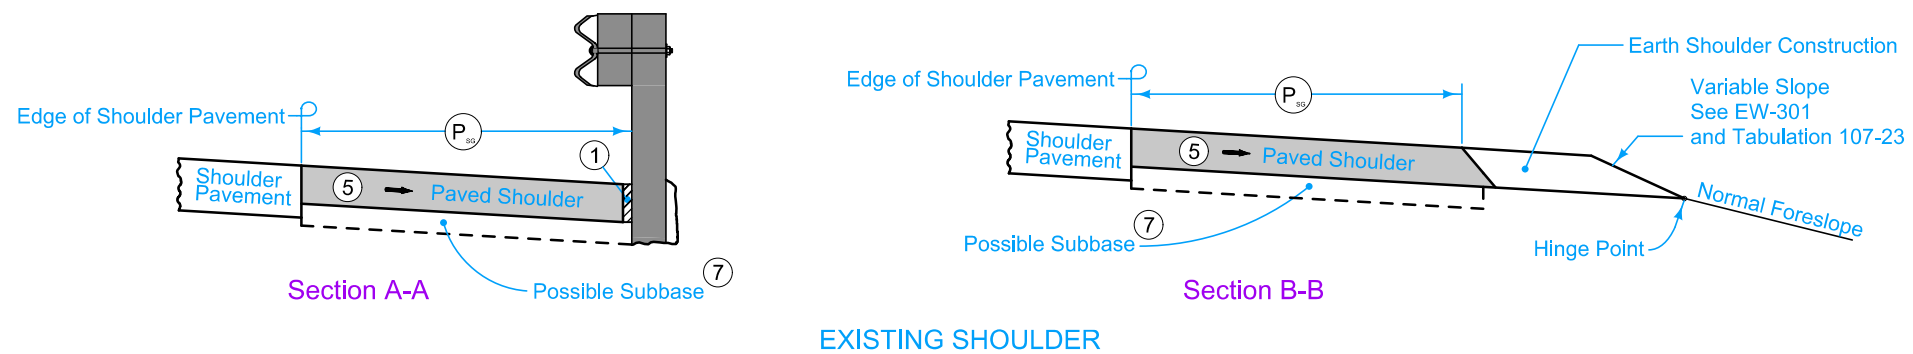 Edge of Shoulder Pavement
P SG
1
Shoulder
Pavement
5
Paved Shoulder
7
Possible Subbase
Section A-A
Edge of Shoulder Pavement
P SG
Earth Shoulder Construction
Variable Slope
See EW-301
and Tabulation 107-23
Shoulder
Pavement
5
Paved Shoulder
7
Possible Subbase
Normal Foreslope
Hinge Point
Section B-B
EXISTING SHOULDER